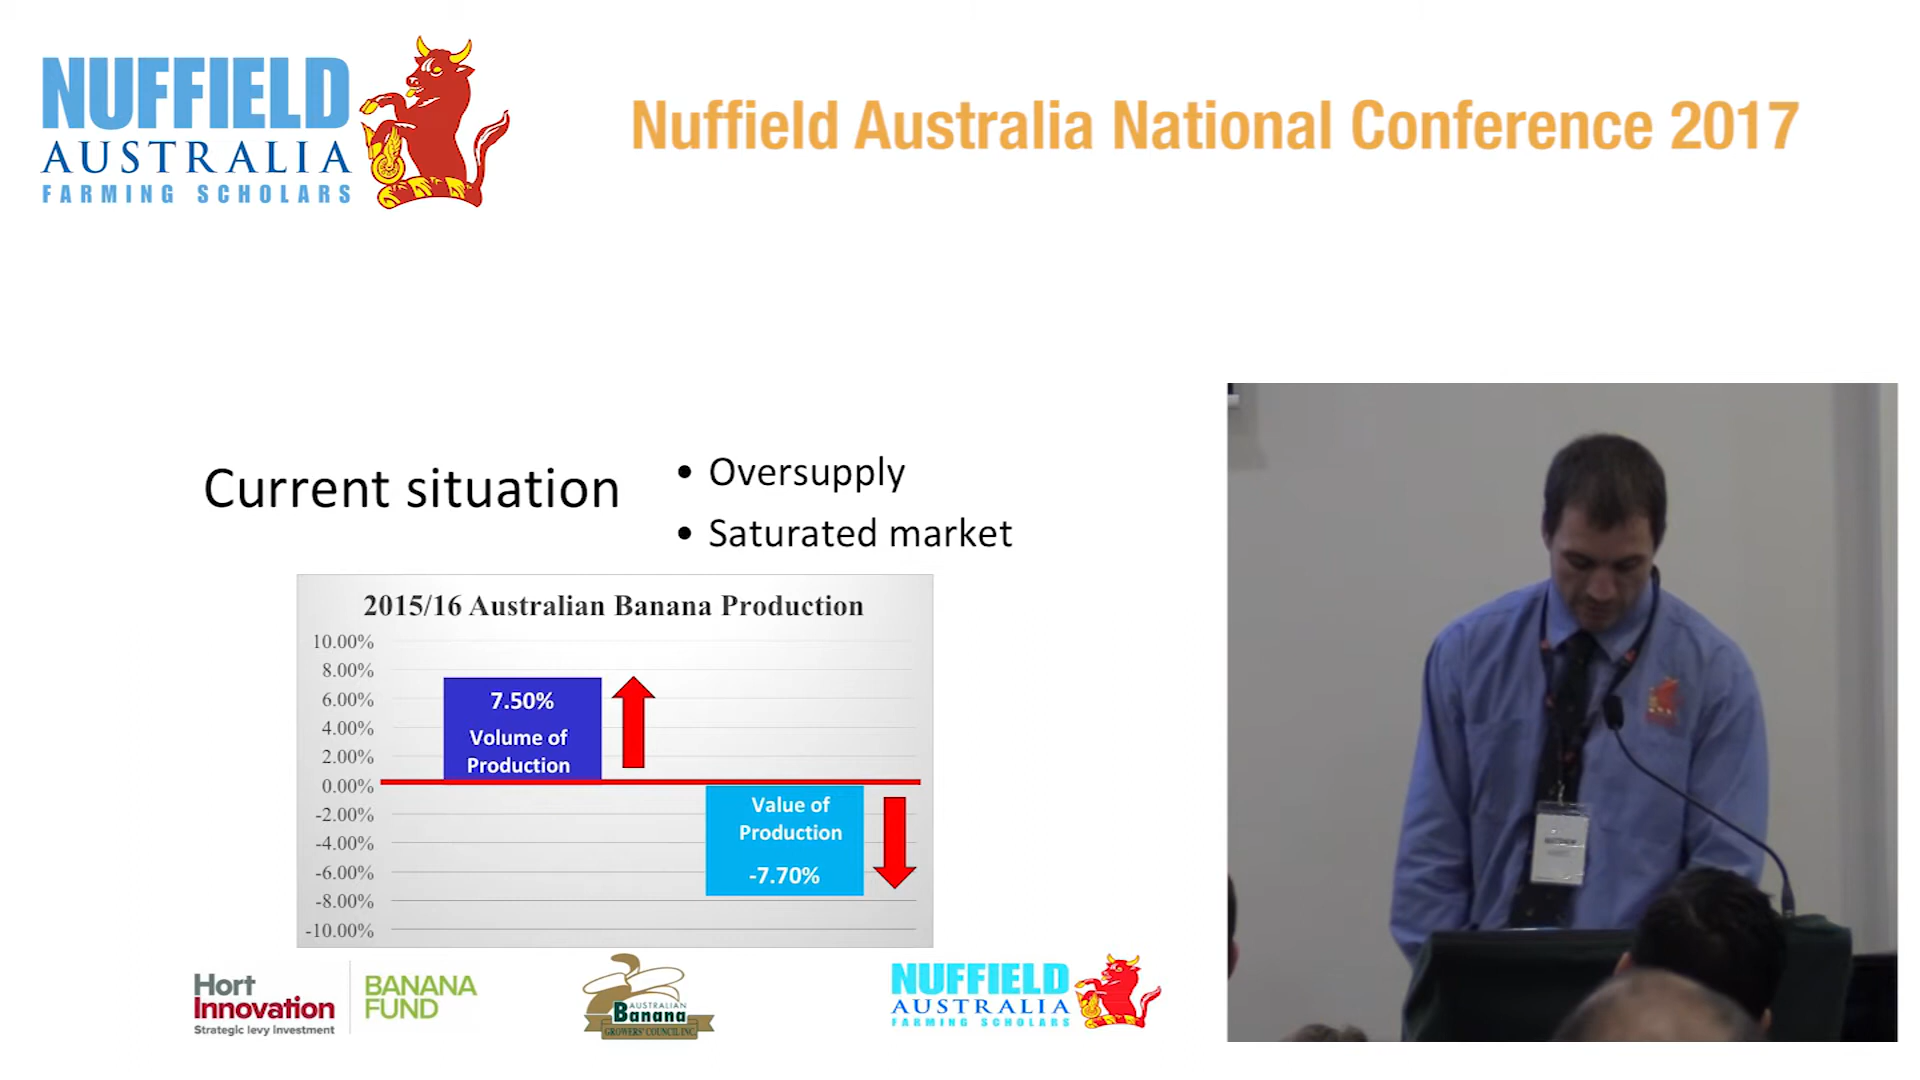 NUFFIELD
AUSTRALIA
FARMING SCHOLARS
Nuffield Australia National Conference 2017
Current situation
• Oversupply
• Saturated market
2015/16 Australian Banana Production
10.00%
8.00%
6.00%
4.00%
2.00%
0.00%
-2.00%
-4.00%
-6.00%
-8.00%
-10.00%
7.50%
Volume of
Production
Value of
Production
-7.70%
Hort
Innovation
Strategic levy investment
BANANA
FUND
AUSTRALIAN
Banana
GROWERS' COUNCIL INC.
NUFFIELD
AUSTRALIA
FARMING SCHOLARS